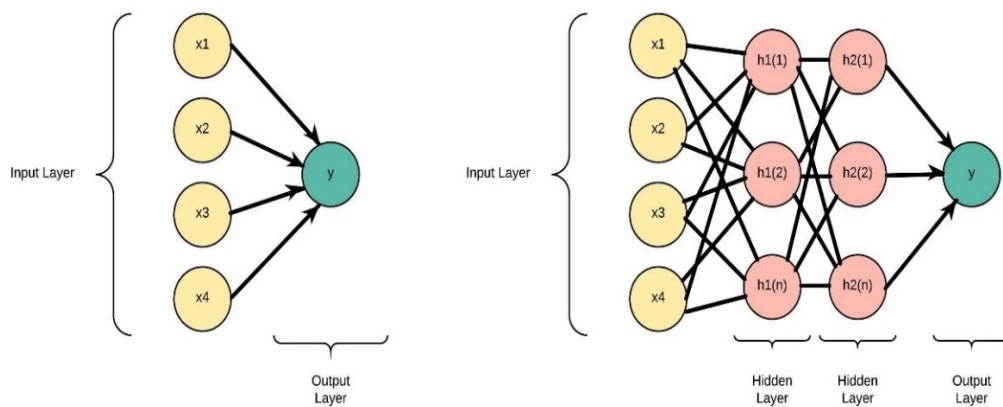 x1
x2
Input Layer
y
x3
x4
Output
Layer
x1
h1(1)
h2(1)
x2
Input Layer
h1(2)
h2(2)
y
x3
x4
h1(n)
h2(n)
Hidden
Layer
Hidden
Layer
Output
Layer